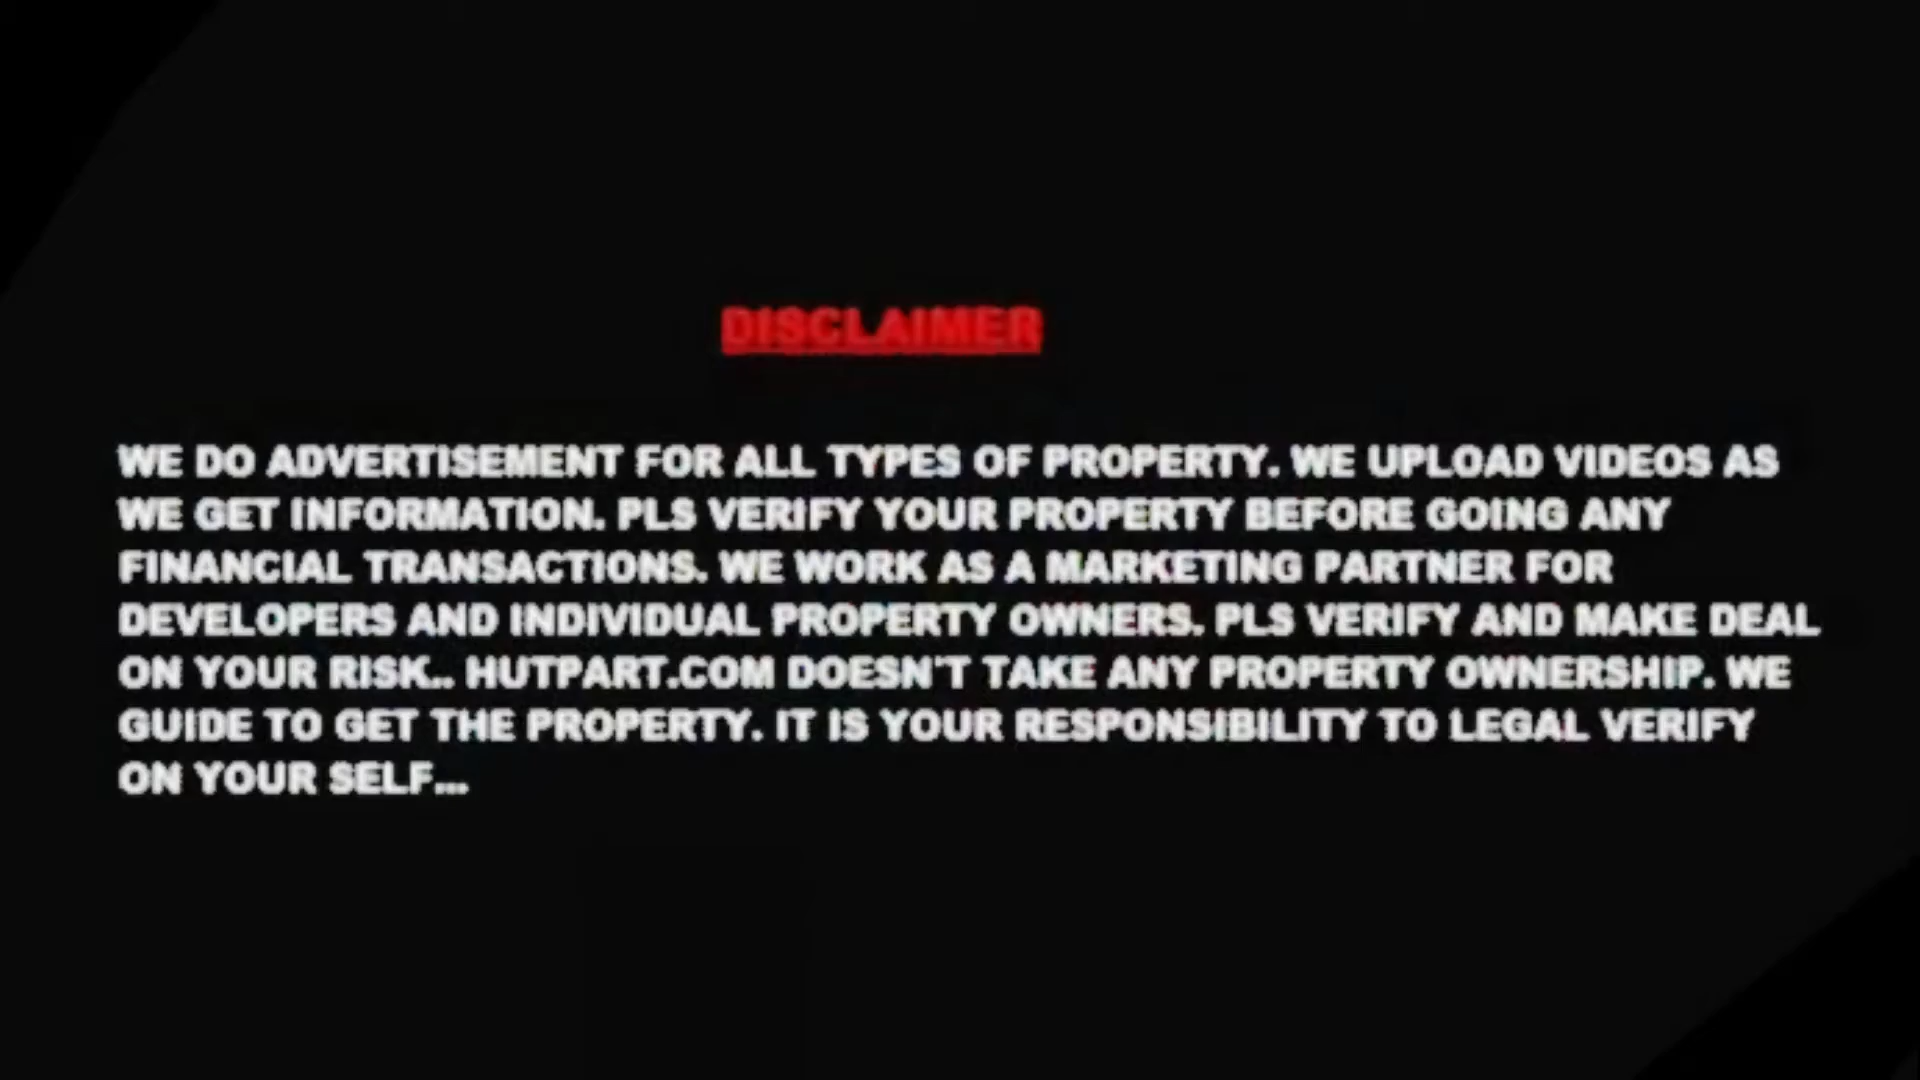 DISCLAIMER
WE DO ADVERTISEMENT FOR ALL TYPES OF PROPERTY. WE UPLOAD VIDEOS AS
WE GET INFORMATION. PLS VERIFY YOUR PROPERTY BEFORE GOING ANY
FINANCIAL TRANSACTIONS. WE WORK AS A MARKETING PARTNER FOR
DEVELOPERS AND INDIVIDUAL PROPERTY OWNERS. PLS VERIFY AND MAKE DEAL
ON YOUR RISK.. HUTPART.COM DOESN'T TAKE ANY PROPERTY OWNERSHIP. WE
GUIDE TO GET THE PROPERTY. IT IS YOUR RESPONSIBILITY TO LEGAL VERIFY
ON YOUR SELF...